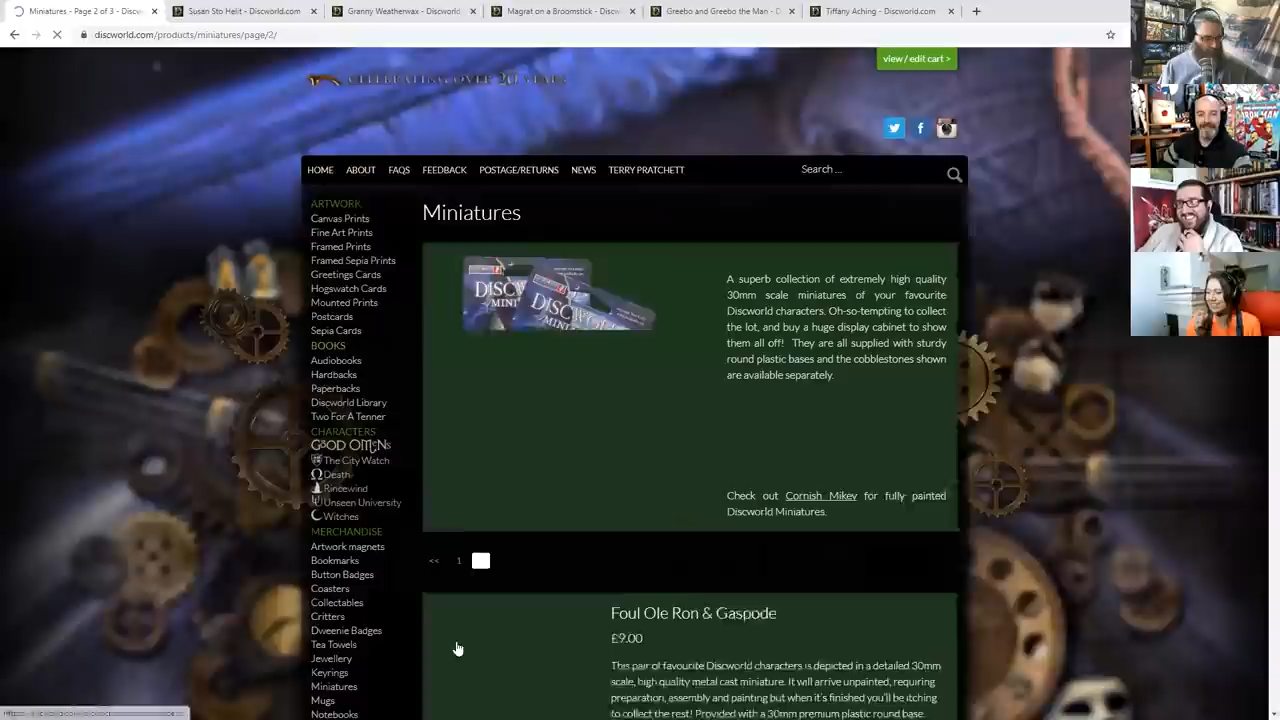 Miniatures - Page 2 of 3 - Discw
Susan Sto Helit - Discworld.com
Granny Weatherwax - Discworld.
Magrat on a Broomstick - Discwo
Greebo and Greebo the Man - D
Tiffany Aching - Discworld.com
discworld.com/products/miniatures/page/2/
CELEBRATING OVER 20 YEARS
view / edit cart >
HOME
ABOUT
FAQS
FEEDBACK
POSTAGE/RETURNS
NEWS
TERRY PRATCHETT
Search ...
ARTWORK
Canvas Prints
Fine Art Prints
Framed Prints
Framed Sepia Prints
Greetings Cards
Hogswatch Cards
Mounted Prints
Postcards
Sepia Cards
BOOKS
Audiobooks
Hardbacks
Paperbacks
Discworld Library
Two For A Tenner
CHARACTERS
GOOD OMENS
The City Watch
Death
Rincewind
Unseen University
Witches
MERCHANDISE
Artwork magnets
Bookmarks
Button Badges
Coasters
Collectables
Critters
Dweenie Badges
Tea Towels
Jewellery
Keyrings
Miniatures
Mugs
Notebooks
Miniatures
A superb collection of extremely high quality
30mm scale miniatures of your favourite
Discworld characters. Oh-so-tempting to collect
the lot, and buy a huge display cabinet to show
them all off! They are all supplied with sturdy
round plastic bases and the cobblestones shown
are available separately.
Check out Cornish Mikey for fully painted
Discworld Miniatures.
<< 1
Foul Ole Ron & Gaspode
£9.00
This pair of favourite Discworld characters is depicted in a detailed 30mm
scale, high quality metal cast miniature. It will arrive unpainted, requiring
preparation, assembly and painting but when it's finished you'll be itching
to collect the rest! Provided with a 30mm premium plastic round base.